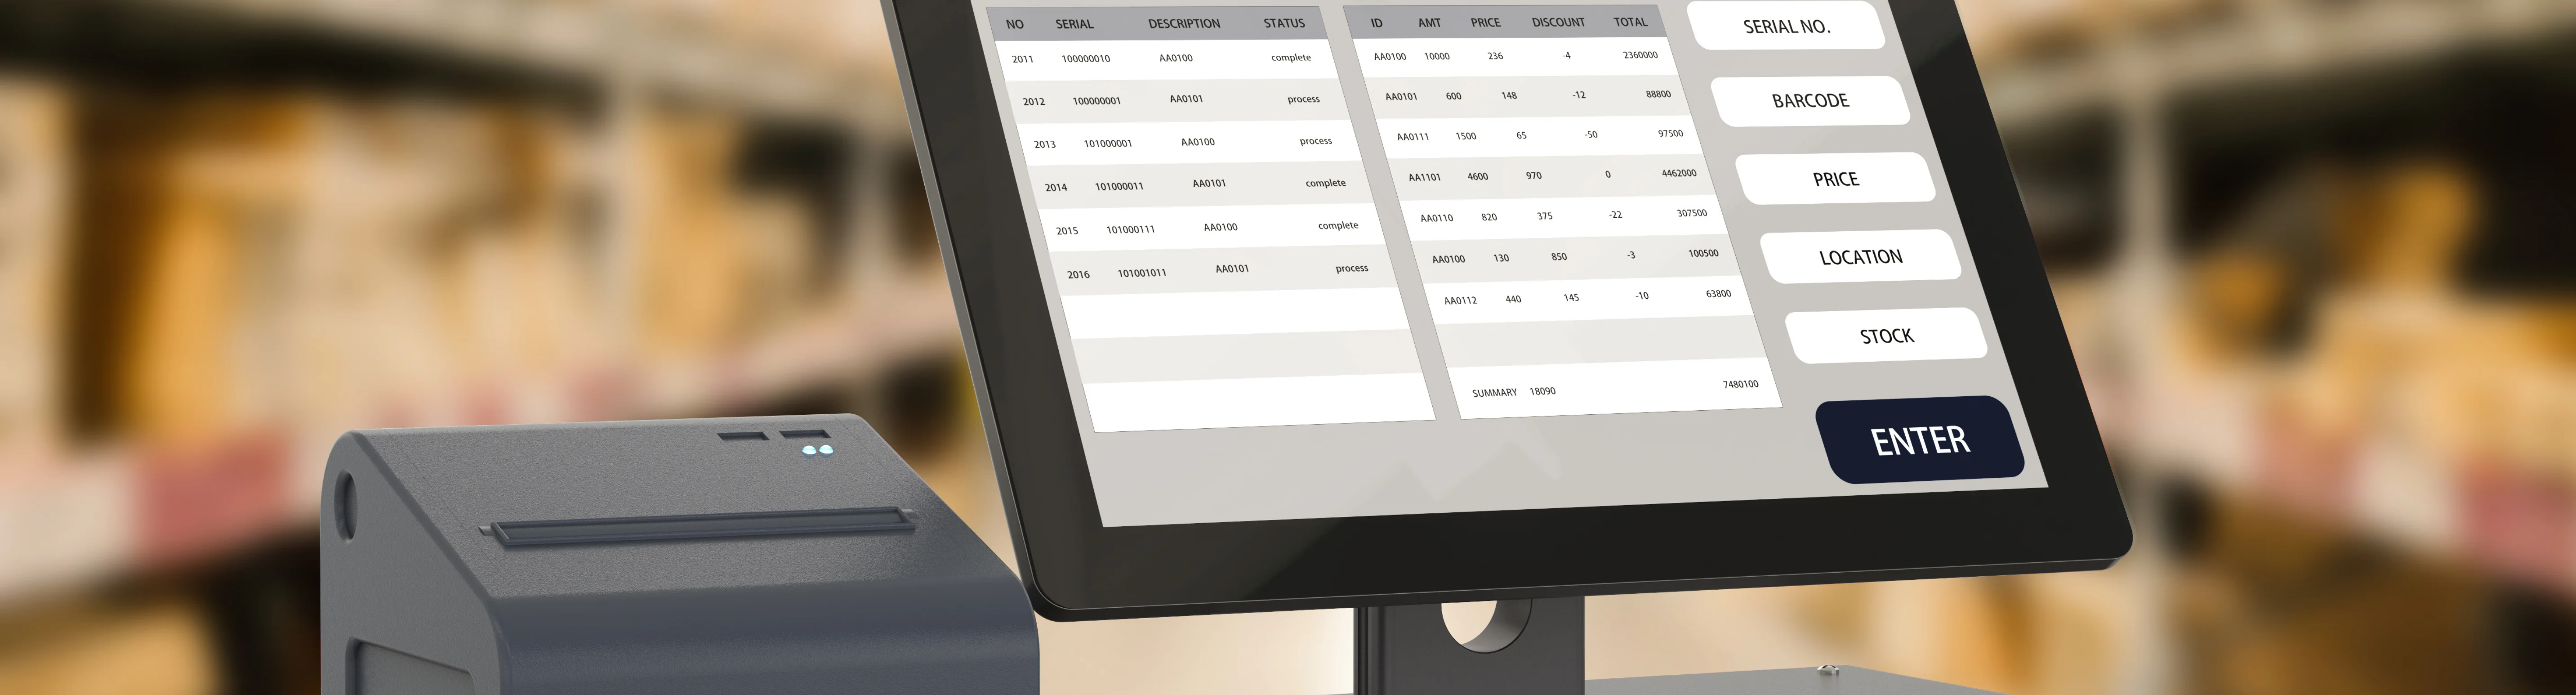 NO SERIAL DESCRIPTION STATUS
2011 100000010 AA0100 complete
2012 100000001 AA0101 process
2013 101000001 AA0100 process
2014 101000011 AA0101 complete
2015 101000111 AA0100 complete
2016 101001011 AA0101 process
ID AMT PRICE DISCOUNT TOTAL
AA0100 10000 236 -4 2360000
AA0101 600 148 -12 88800
AA0111 1500 65 -50 97500
AA1101 4600 970 0 4462000
AA0110 820 375 -22 307500
AA0100 130 850 -3 100500
AA0112 440 145 -10 63800
SUMMARY 18090 7480100
SERIAL NO.
BARCODE
PRICE
LOCATION
STOCK
ENTER